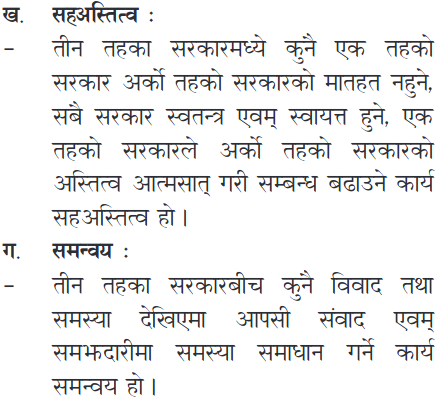 ख. सहअस्तित्व :
– तीन तहका सरकारमध्ये कुनै एक तहको
सरकार अर्को तहको सरकारको मातहत नहुने,
सबै सरकार स्वतन्त्र एवम् स्वायत्त हुने, एक
तहको सरकारले अर्को तहको सरकारको
अस्तित्व आत्मसात् गरी सम्बन्ध बढाउने कार्य
सहअस्तित्व हो ।
ग. समन्वय :
– तीन तहका सरकारबीच कुनै विवाद तथा
समस्या देखिएमा आपसी संवाद एवम्
समझदारीमा समस्या समाधान गर्ने कार्य
समन्वय हो ।